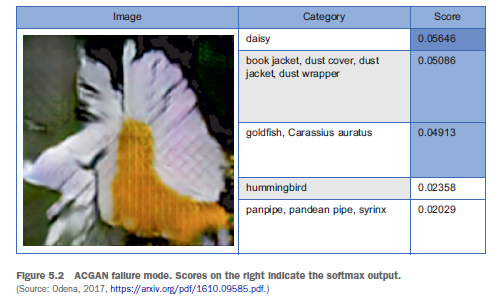 Image Category Score
daisy 0.05646
book jacket, dust cover, dust 0.05086
jacket, dust wrapper
goldfish, Carassius auratus 0.04913
hummingbird 0.02358
panpipe, pandean pipe, syrinx 0.02029
Figure 5.2 ACGAN failure mode. Scores on the right indicate the softmax output.
(Source: Odena, 2017, https://arxiv.org/pdf/1610.09585.pdf.)